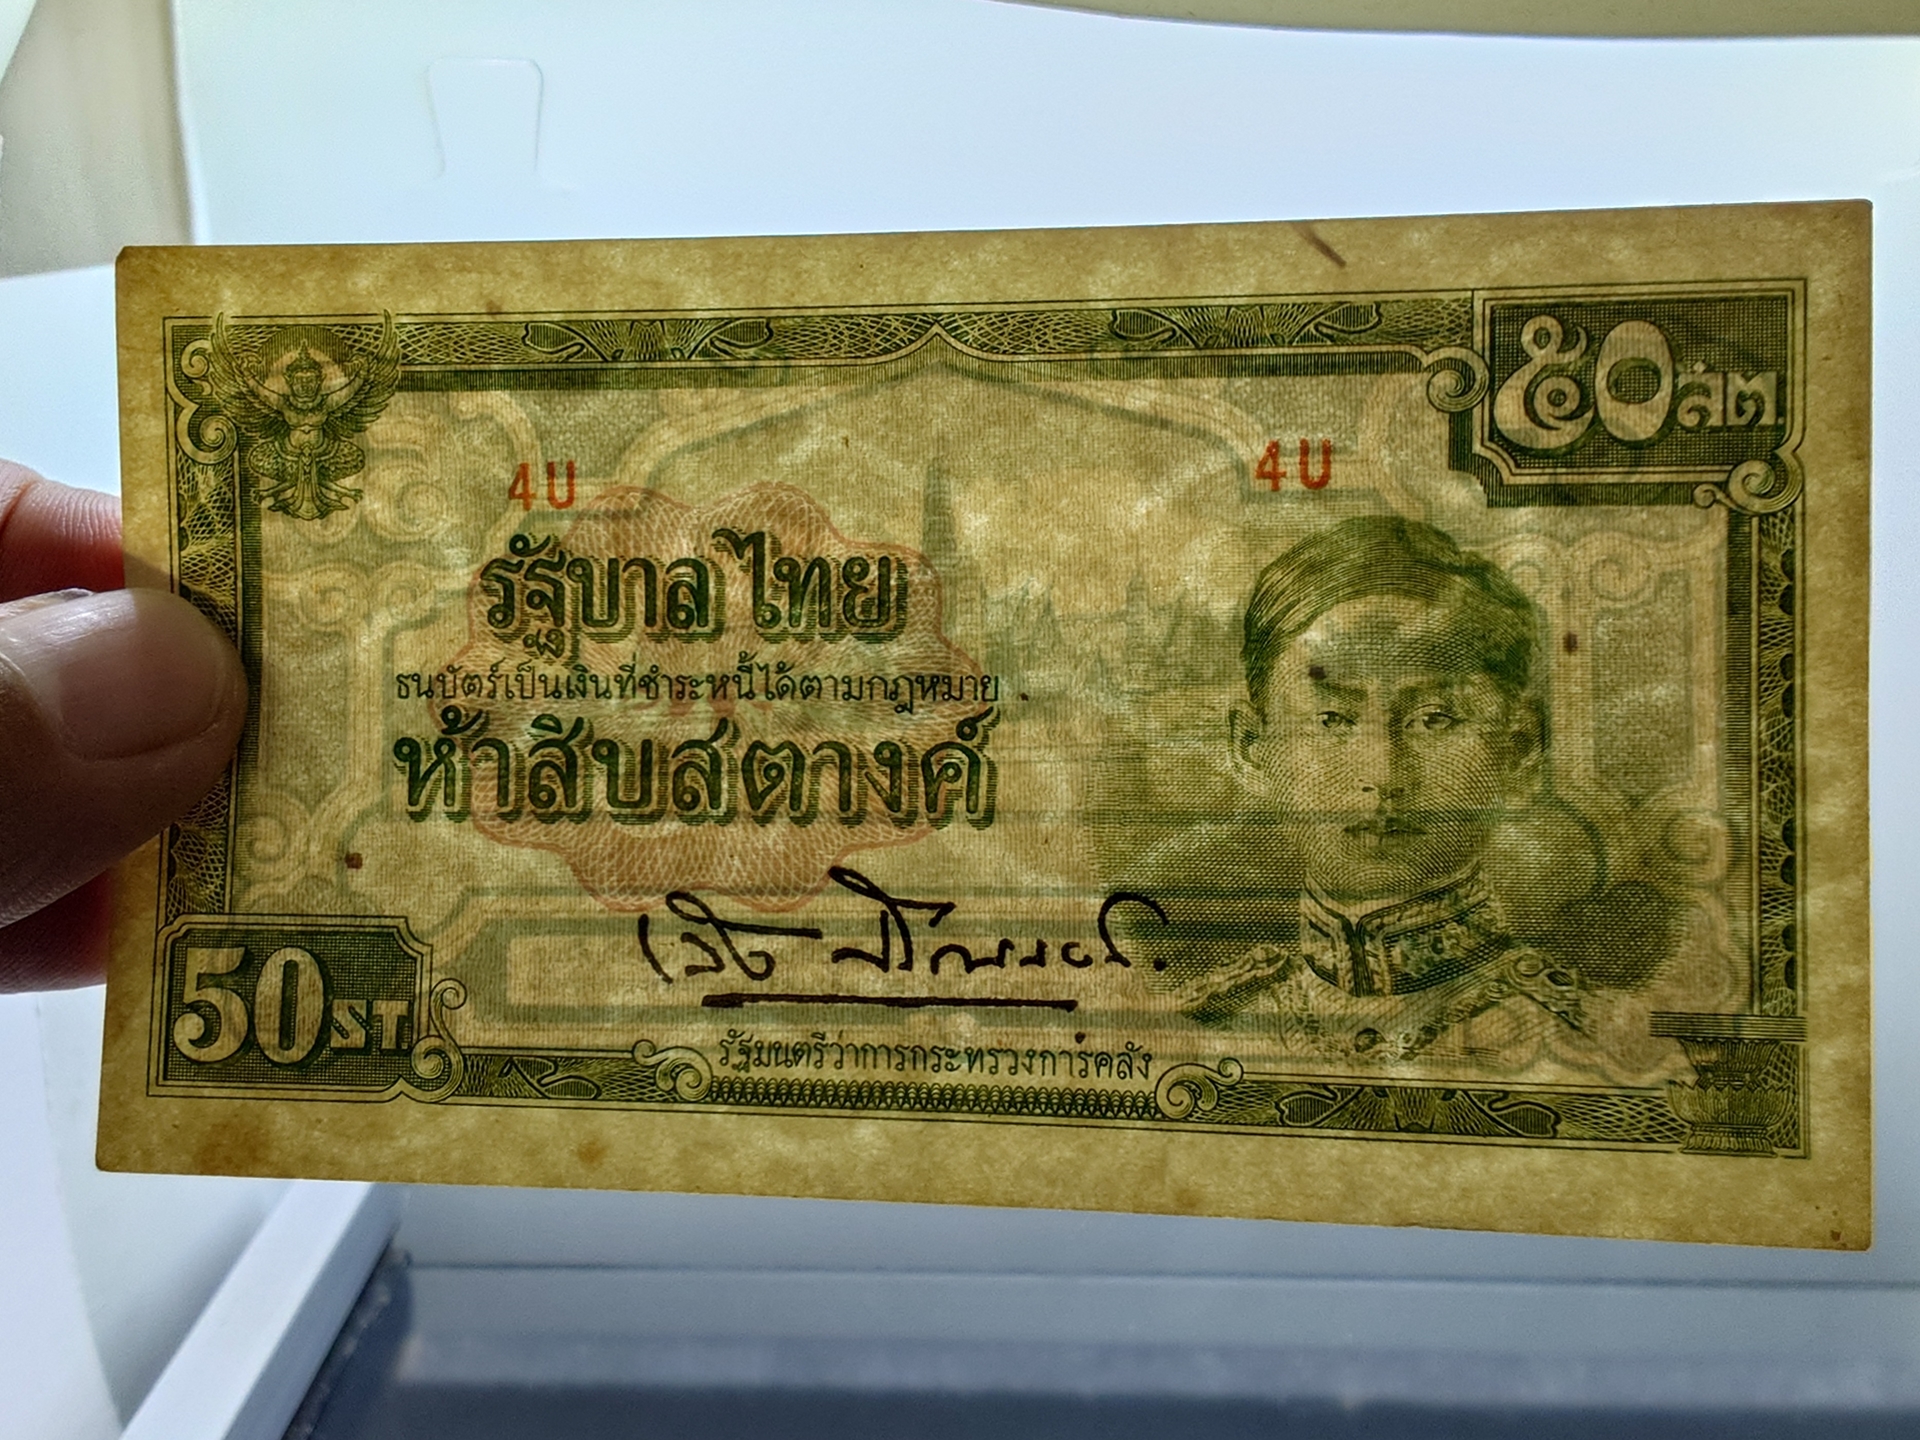 ๕๐ สต.
4U 4U
รัฐบาลไทย
ธนบัตร์เป็นเงินที่ชำระหนี้ได้ตามกฎหมาย
ห้าสิบสตางค์
50 ST.
รัฐมนตรีว่าการกระทรวงการคลัง